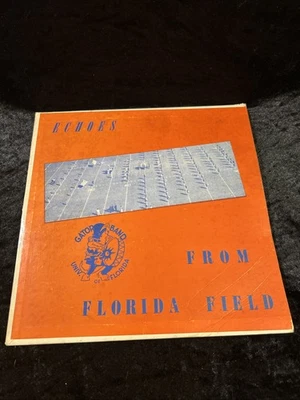 ECHOES
GATOR BAND
UNIV. OF FLORIDA
FROM
FLORIDA FIELD